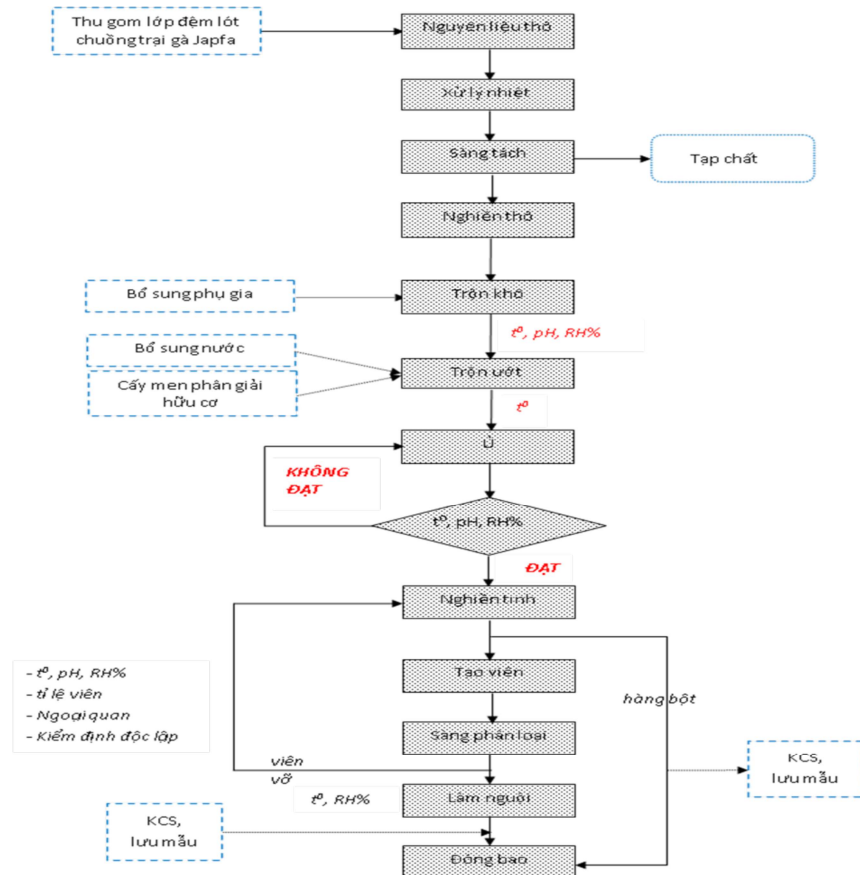 Thu gom lớp đệm lót
chuồng trại gà Japfa
Nguyên liệu thô
Xử lý nhiệt
Sàng tách
Tạp chất
Nghiền thô
Bổ sung phụ gia
Trộn khô
t⁰, pH, RH%
Bổ sung nước
Trộn ướt
Cấy men phân giải
hữu cơ
t⁰
Ủ
KHÔNG
ĐẠT
t⁰, pH, RH%
ĐẠT
Nghiền tinh
- t⁰, pH, RH%
- tỉ lệ viên
- Ngoại quan
- Kiểm định độc lập
Tạo viên
hàng bột
Sàng phân loại
viên
vỡ
KCS,
lưu mẫu
t⁰, RH%
Làm nguội
KCS,
lưu mẫu
Đóng bao